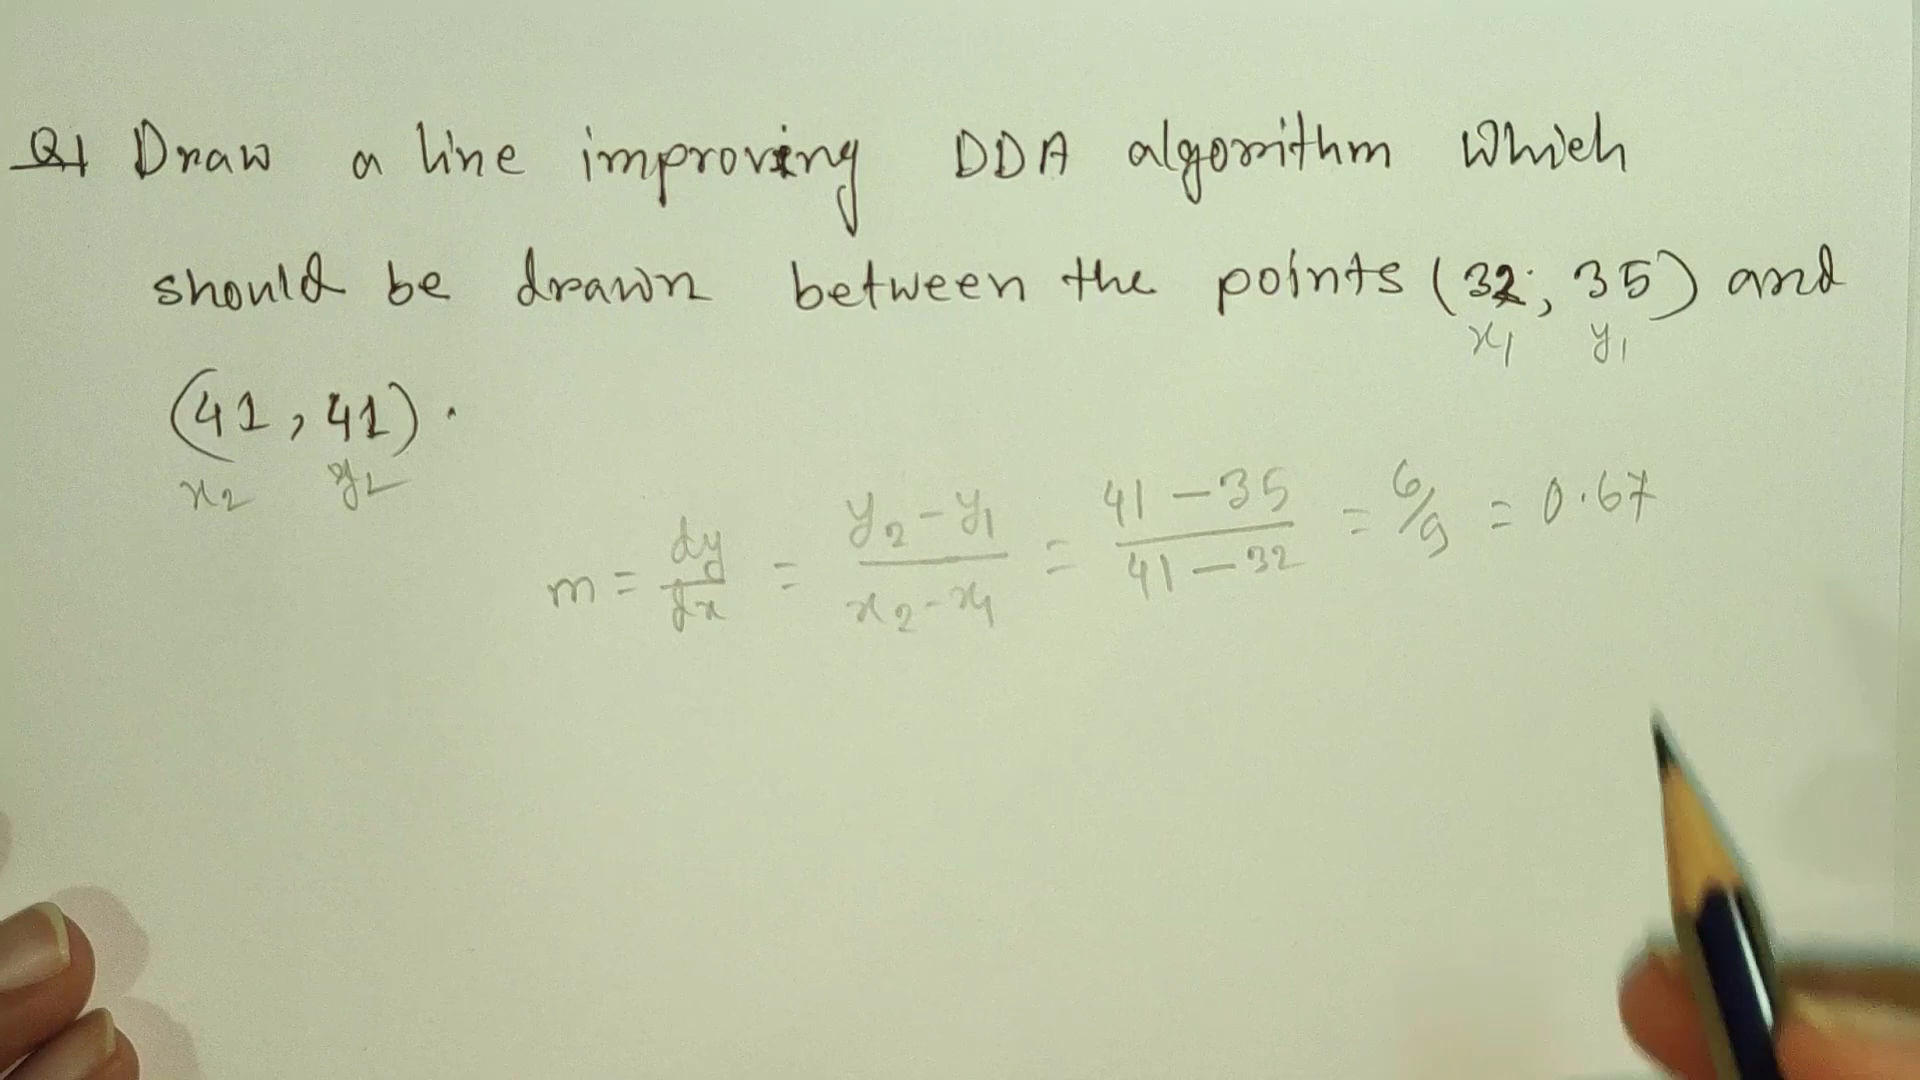 Q1 Draw a line improving DDA algorithm which
should be drawn between the points (32, 35) and
x1 y1
(41, 41).
x2 y2
m = dy/dx = y2-y1/x2-x1 = 41-35/41-32 = 6/9 = 0.67